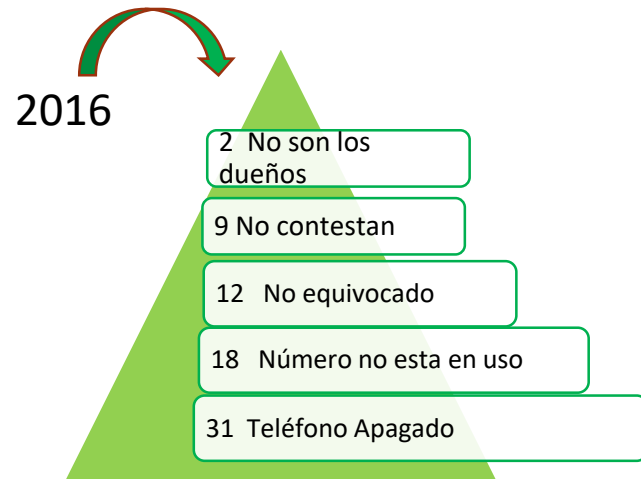 2016
2  No son los
dueños
9 No contestan
12   No equivocado
18   Número no esta en uso
31  Teléfono Apagado